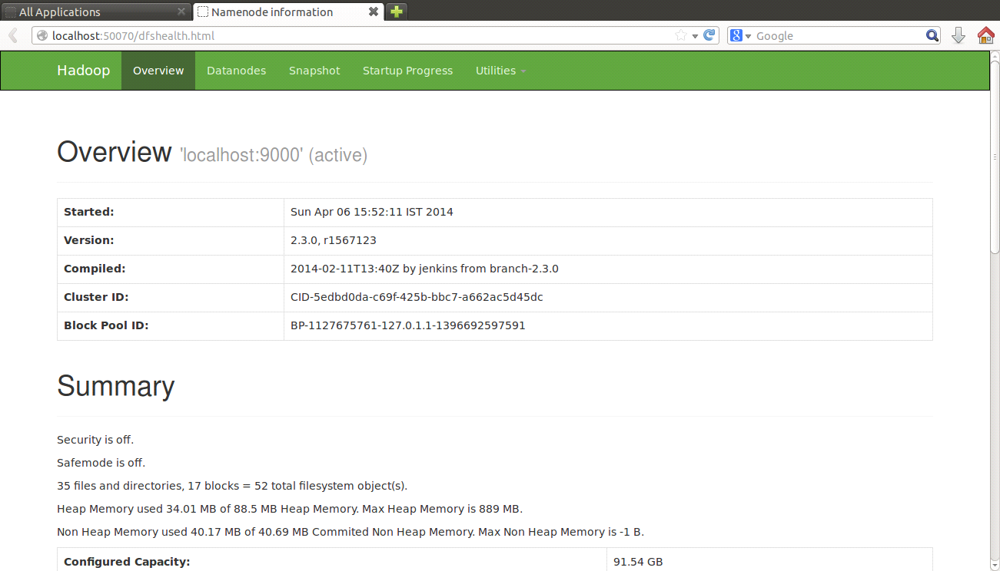 All Applications Namenode information
localhost:50070/dfshealth.html Google
Hadoop Overview Datanodes Snapshot Startup Progress Utilities
Overview 'localhost:9000' (active)
Started: Sun Apr 06 15:52:11 IST 2014
Version: 2.3.0, r1567123
Compiled: 2014-02-11T13:40Z by jenkins from branch-2.3.0
Cluster ID: CID-5edbd0da-c69f-425b-bbc7-a662ac5d45dc
Block Pool ID: BP-1127675761-127.0.1.1-1396692597591
Summary
Security is off.
Safemode is off.
35 files and directories, 17 blocks = 52 total filesystem object(s).
Heap Memory used 34.01 MB of 88.5 MB Heap Memory. Max Heap Memory is 889 MB.
Non Heap Memory used 40.17 MB of 40.69 MB Commited Non Heap Memory. Max Non Heap Memory is -1 B.
Configured Capacity: 91.54 GB